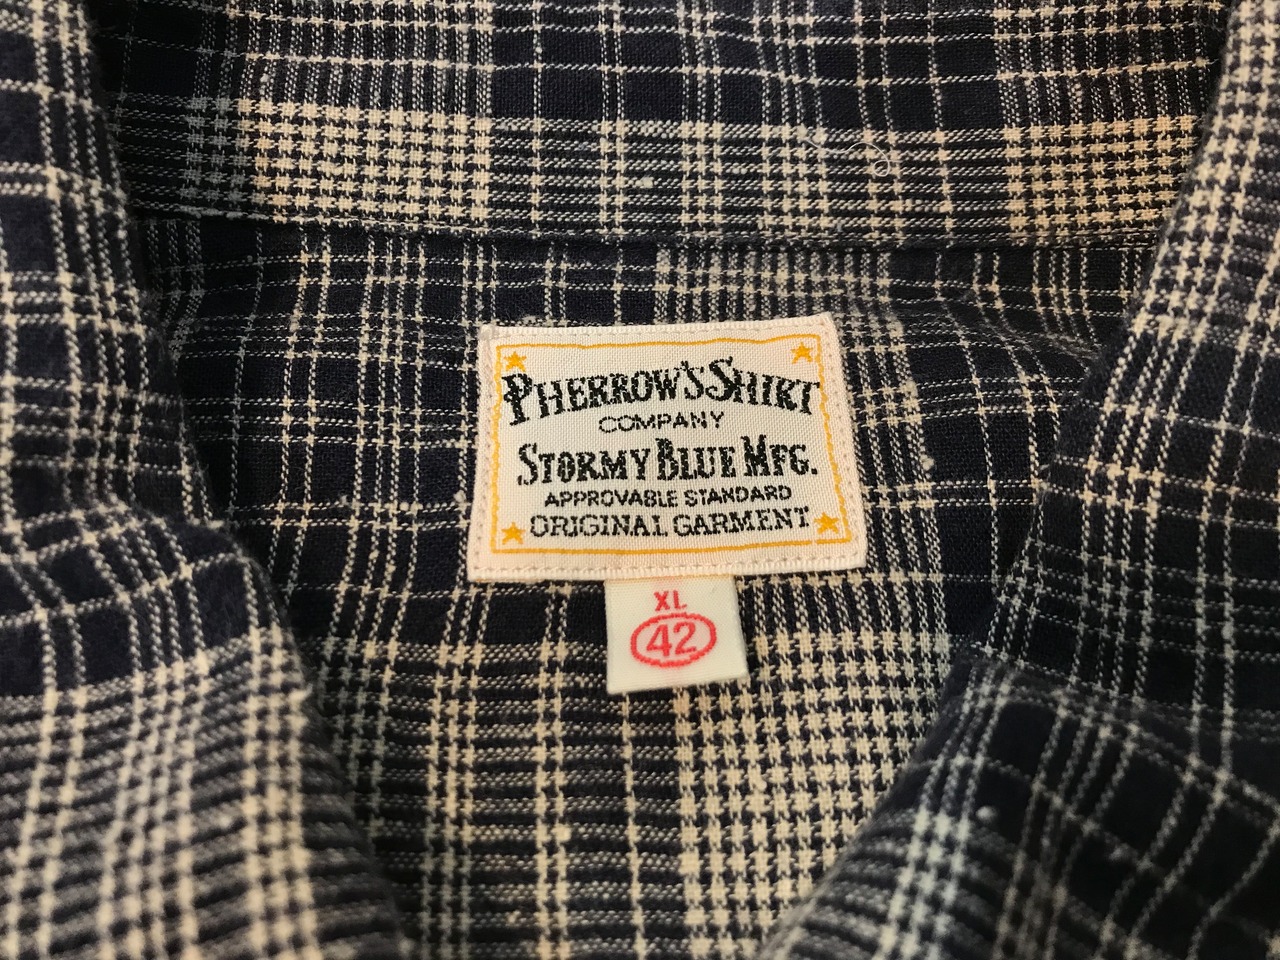 PHERROW'S SHIRT
COMPANY
STORMY BLUE MFG.
APPROVABLE STANDARD
ORIGINAL GARMENT
XL
42